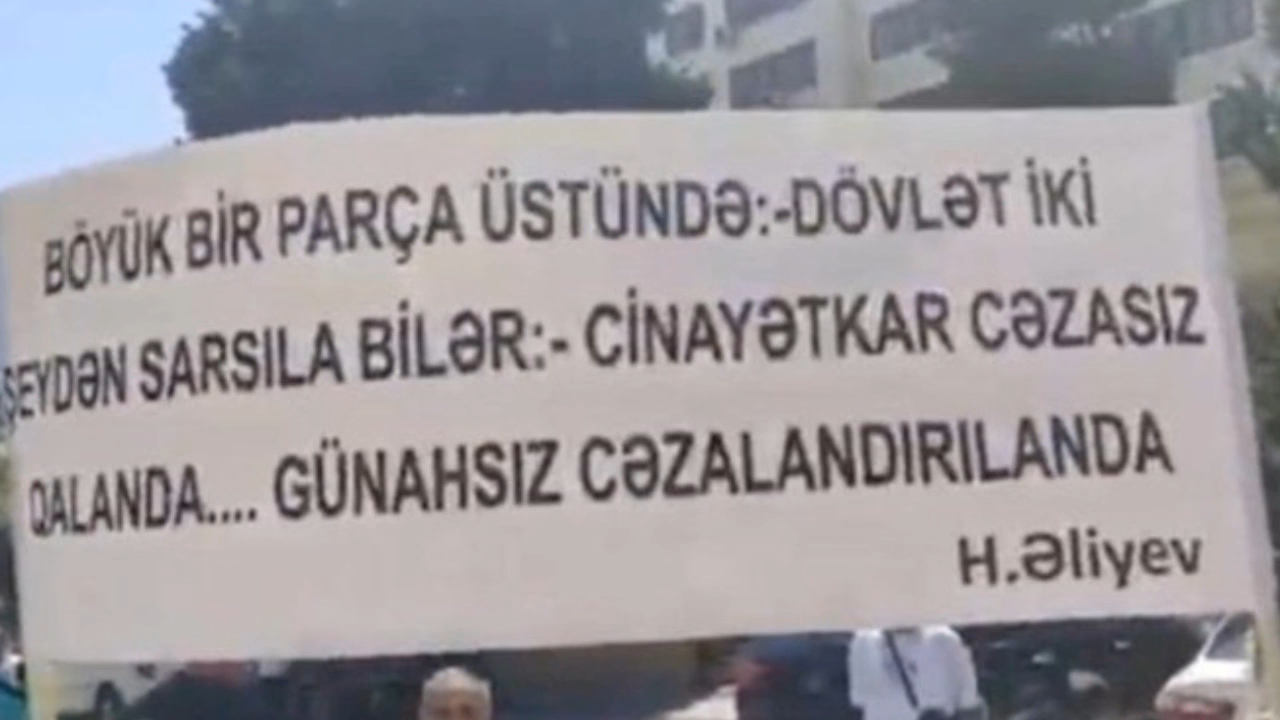 BÖYÜK BİR PARÇA ÜSTÜNDƏ:-DÖVLƏT İKİ
ŞEYDƏN SARSILA BİLƏR:- CİNAYƏTKAR CƏZASIZ
QALANDA.... GÜNAHSIZ CƏZALANDIRILANDA
H.Əliyev